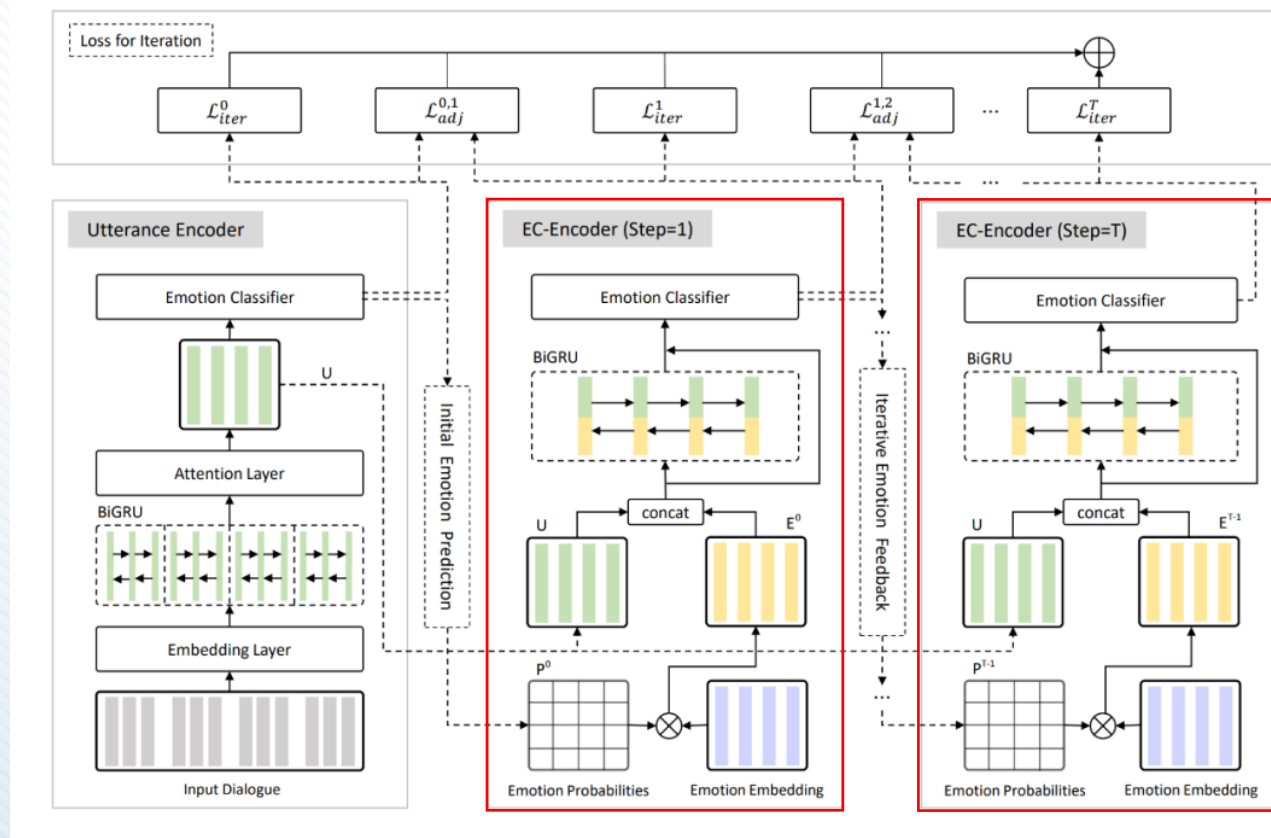 Loss for Iteration
ℒ⁰iter
ℒ⁰,¹adj
ℒ¹iter
ℒ¹,²adj
...
ℒᵀiter
...
Utterance Encoder
Emotion Classifier
U
Attention Layer
BiGRU
Embedding Layer
Input Dialogue
Initial Emotion Prediction
EC-Encoder (Step=1)
Emotion Classifier
BiGRU
concat
U
E⁰
P⁰
Emotion Probabilities
Emotion Embedding
...
Iterative Emotion Feedback
...
EC-Encoder (Step=T)
Emotion Classifier
BiGRU
concat
U
Eᵀ⁻¹
Pᵀ⁻¹
Emotion Probabilities
Emotion Embedding